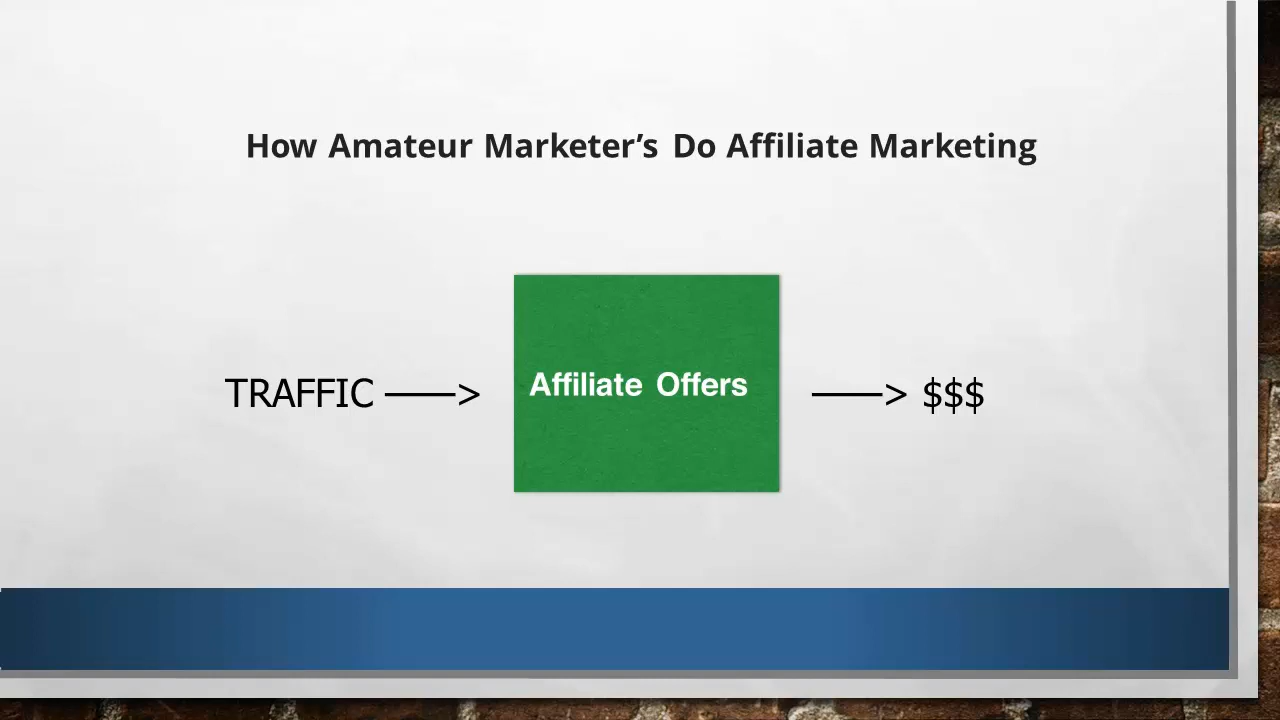 How Amateur Marketer’s Do Affiliate Marketing
TRAFFIC ——> Affiliate Offers ——> $$$